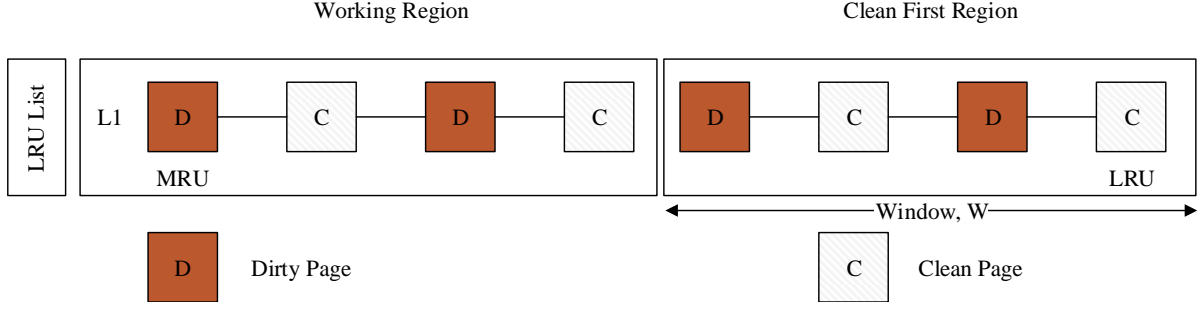 Working Region Clean First Region
LRU List
L1 D C D C D C D C
MRU LRU
Window, W
D Dirty Page C Clean Page